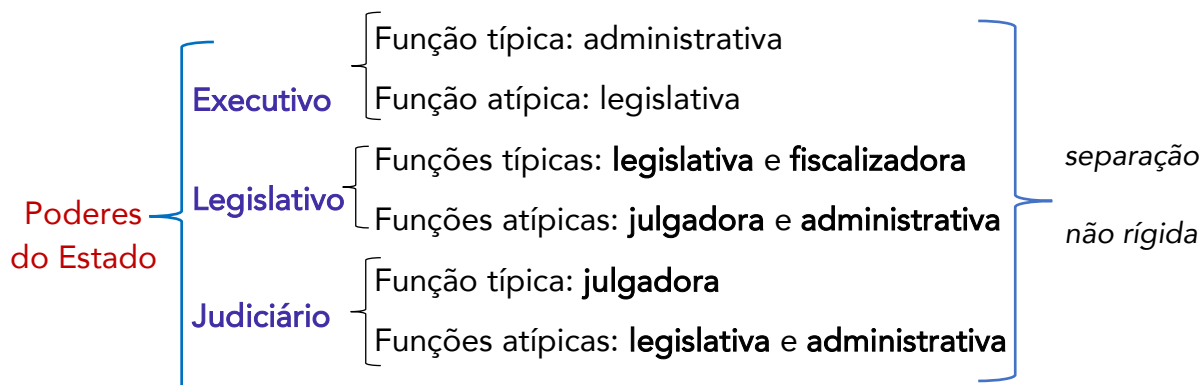 Poderes
do Estado
Executivo
Função típica: administrativa
Função atípica: legislativa
Legislativo
Funções típicas: legislativa e fiscalizadora
Funções atípicas: julgadora e administrativa
Judiciário
Função típica: julgadora
Funções atípicas: legislativa e administrativa
separação
não rígida